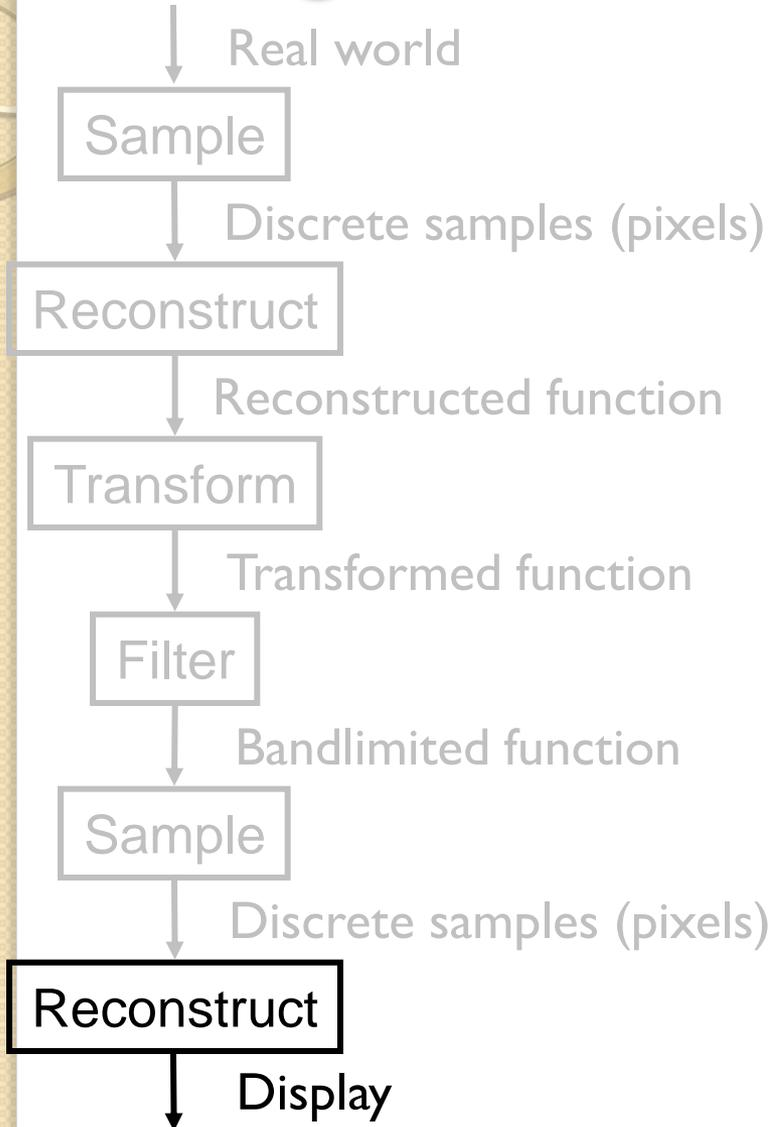 Real world
Sample
Discrete samples (pixels)
Reconstruct
Reconstructed function
Transform
Transformed function
Filter
Bandlimited function
Sample
Discrete samples (pixels)
Reconstruct
Display